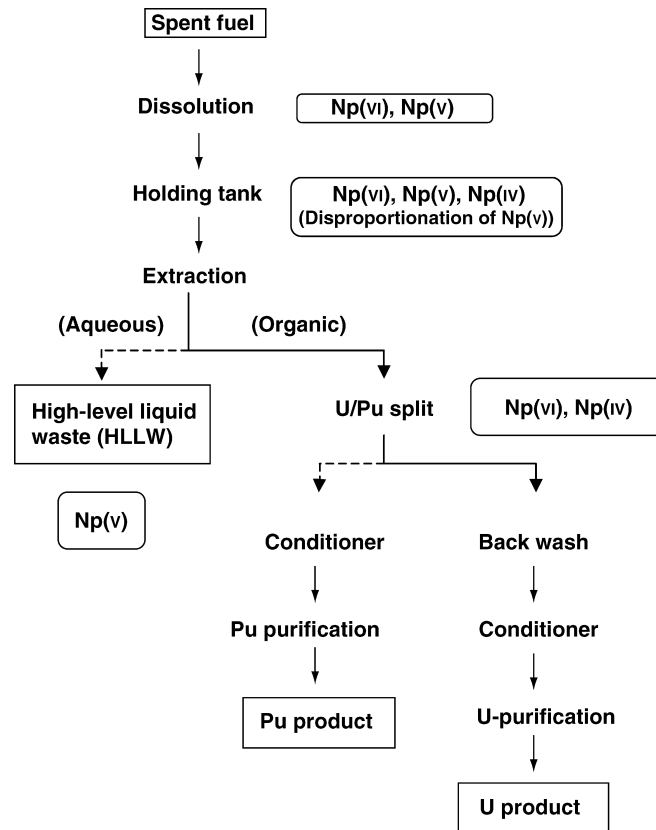 Spent fuel
Dissolution
Np(VI), Np(V)
Holding tank
Np(VI), Np(V), Np(IV)
(Disproportionation of Np(V))
Extraction
(Aqueous)
(Organic)
High-level liquid
waste (HLLW)
U/Pu split
Np(VI), Np(IV)
Np(V)
Conditioner
Back wash
Pu purification
Conditioner
Pu product
U-purification
U product